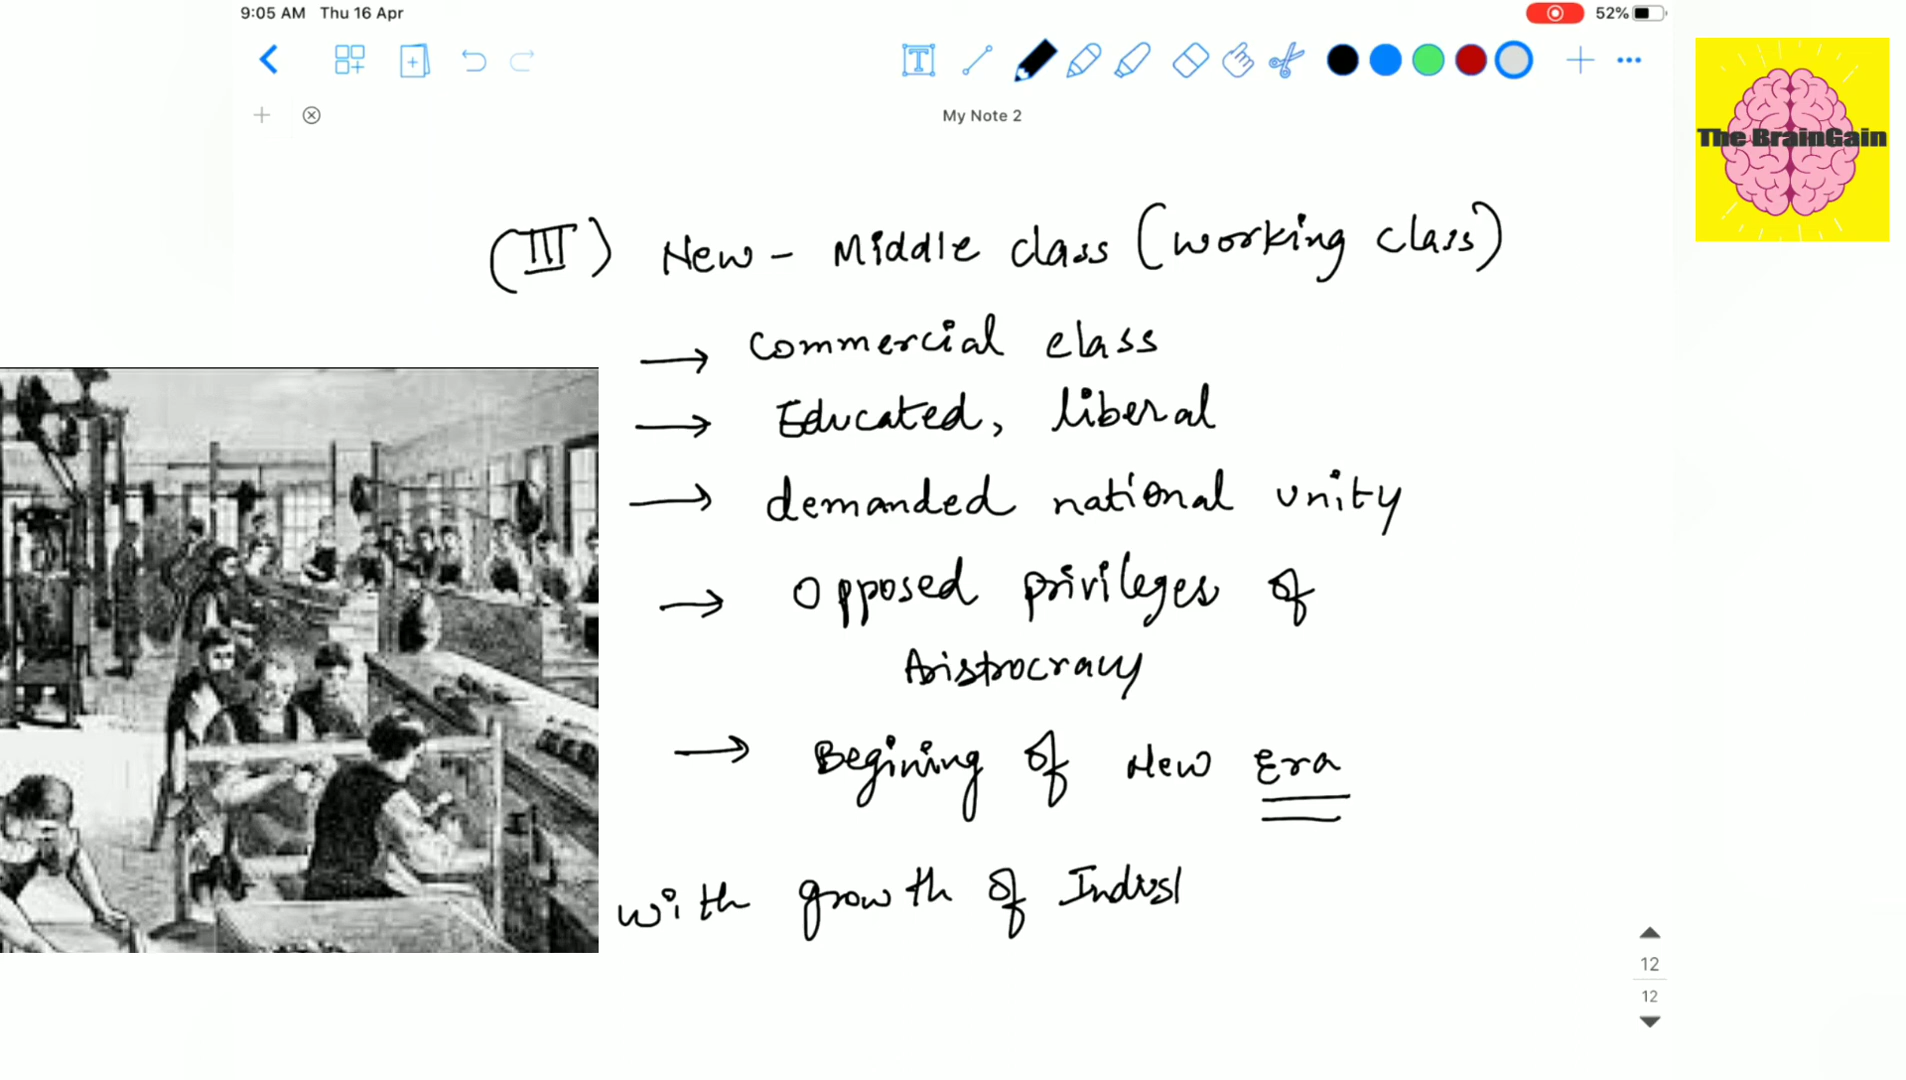 9:05 AM Thu 16 Apr
52%
T
My Note 2
The BrainGain
(III) New - Middle class (working class)
→ Commercial class
→ Educated, liberal
→ demanded national unity
→ Opposed privileges of
Aristrocracy
→ Begining of New Era
with growth of Indust
12
12